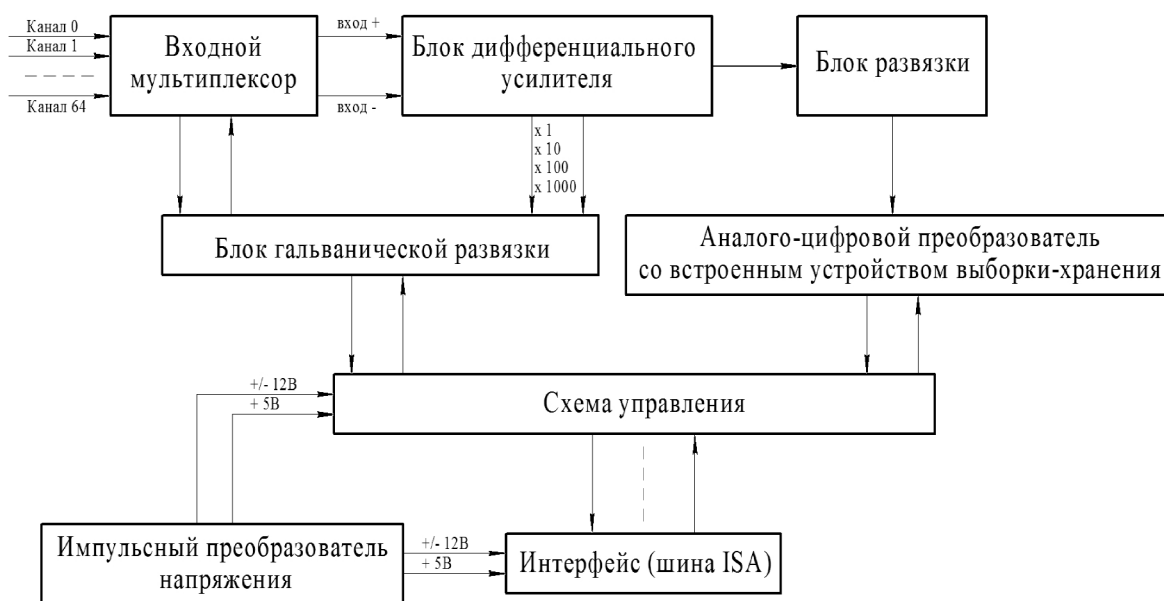 Канал 0
Канал 1
Канал 64
Входной
мультиплексор
вход +
вход -
Блок дифференциального
усилителя
Блок развязки
x 1
x 10
x 100
x 1000
Блок гальванической развязки
Аналого-цифровой преобразователь
со встроенным устройством выборки-хранения
+/- 12В
+ 5В
Схема управления
Импульсный преобразователь
напряжения
+/- 12В
+ 5В
Интерфейс (шина ISA)